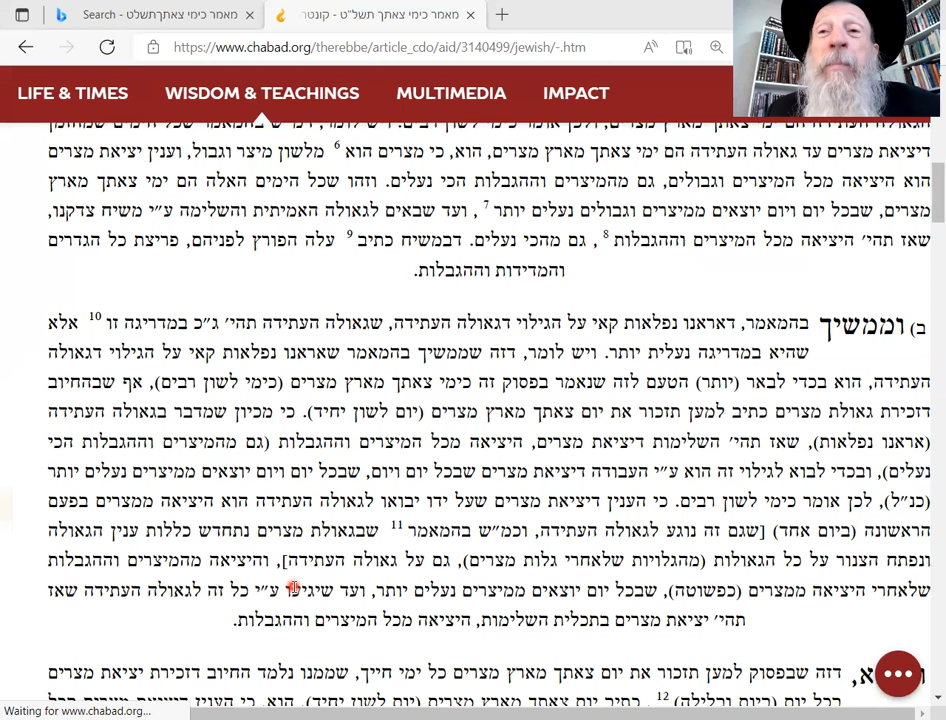 Search - מאמר כימי צאתךתשלט
מאמר כימי צאתך תשל"ט - קונטר
https://www.chabad.org/therebbe/article_cdo/aid/3140499/jewish/-.htm
LIFE & TIMES WISDOM & TEACHINGS MULTIMEDIA IMPACT
דיציאת מצרים עד גאולה העתידה הם ימי צאתך מארץ מצרים, הוא, כי מצרים הוא 6 מלשון מיצר וגבול, וענין יציאת מצרים
הוא היציאה מכל המיצרים וגבולים, גם מהמיצרים וההגבלות הכי נעלים. וזהו שכל הימים האלה הם ימי צאתך מארץ
מצרים, שבכל יום ויום יוצאים ממיצרים וגבולים נעלים יותר 7, ועד שבאים לגאולה האמיתית והשלימה ע״י משיח צדקנו,
שאז תהי׳ היציאה מכל המיצרים וההגבלות 8, גם מהכי נעלים. דבמשיח כתיב 9 עלה הפורץ לפניהם, פריצת כל הגדרים
והמדידות וההגבלות.
ב) וממשיך בהמאמר, דאראנו נפלאות קאי על הגילוי דגאולה העתידה, שגאולה העתידה תהי׳ ג״כ במדריגה זו 10 אלא
שהיא במדריגה נעלית יותר. ויש לומר, דזה שממשיך בהמאמר שאראנו נפלאות קאי על הגילוי דגאולה
העתידה, הוא בכדי לבאר (יותר) הטעם לזה שנאמר בפסוק זה כימי צאתך מארץ מצרים (כימי לשון רבים), אף שבהחיוב
דזכירת גאולת מצרים כתיב למען תזכור את יום צאתך מארץ מצרים (יום לשון יחיד). כי מכיון שמדבר בגאולה העתידה
(אראנו נפלאות), שאז תהי׳ השלימות דיציאת מצרים, היציאה מכל המיצרים וההגבלות (גם מהמיצרים וההגבלות הכי
נעלים), ובכדי לבוא לגילוי זה הוא ע״י העבודה דיציאת מצרים שבכל יום ויום, שבכל יום ויום יוצאים ממיצרים נעלים יותר
(כנ״ל), לכן אומר כימי לשון רבים. כי הענין דיציאת מצרים שעל ידו יבואו לגאולה העתידה הוא היציאה ממצרים בפעם
הראשונה (ביום אחד) [שגם זה נוגע לגאולה העתידה, וכמ״ש בהמאמר 11 שבגאולת מצרים נתחדש כללות ענין הגאולה
ונפתח הצנור על כל הגאולות (מהגלויות שלאחרי גלות מצרים), גם על גאולה העתידה], והיציאה מהמיצרים וההגבלות
שלאחרי היציאה ממצרים (כפשוטה), שבכל יום יוצאים ממיצרים נעלים יותר, ועד שיגיעו ע״י כל זה לגאולה העתידה שאז
תהי׳ יציאת מצרים בתכלית השלימות, היציאה מכל המיצרים וההגבלות.
דזה שבפסוק למען תזכור את יום צאתך מארץ מצרים כל ימי חייך, שממנו נלמד החיוב דזכירת יציאת מצרים
בכל יום (ביום ובלילה) 12, כתיב יום צאתך מארץ מצרים (יום לשון יחיד), הוא, כי הענין
Waiting for www.chabad.org...